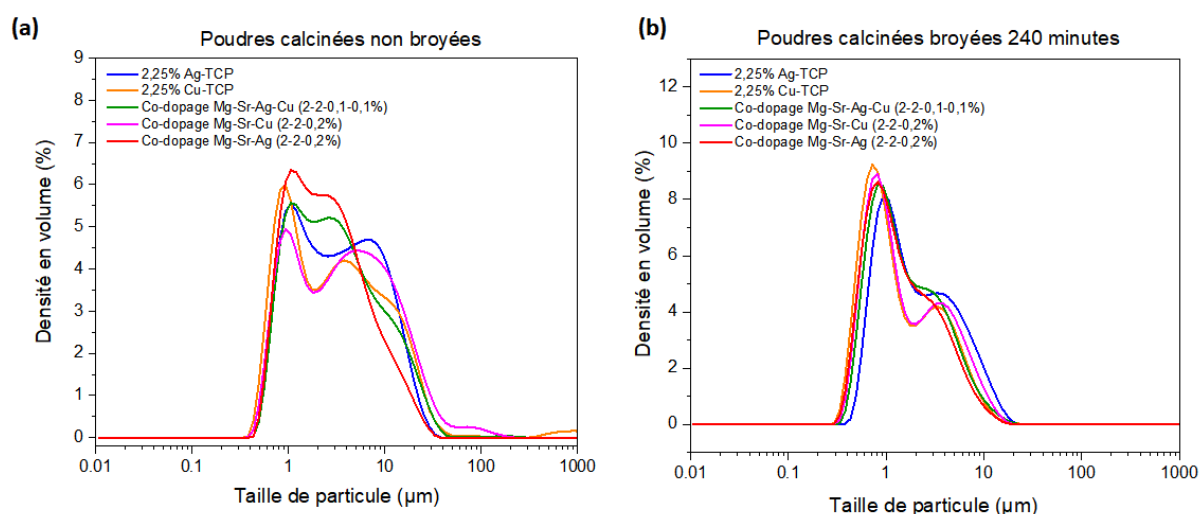 (a)
Poudres calcinées non broyées
9
8
7
6
5
4
3
2
1
0
Densité en volume (%)
2,25% Ag-TCP
2,25% Cu-TCP
Co-dopage Mg-Sr-Ag-Cu (2-2-0,1-0,1%)
Co-dopage Mg-Sr-Cu (2-2-0,2%)
Co-dopage Mg-Sr-Ag (2-2-0,2%)
0.01 0.1 1 10 100 1000
Taille de particule (µm)
(b)
Poudres calcinées broyées 240 minutes
12
10
8
6
4
2
0
Densité en volume (%)
2,25% Ag-TCP
2,25% Cu-TCP
Co-dopage Mg-Sr-Ag-Cu (2-2-0,1-0,1%)
Co-dopage Mg-Sr-Cu (2-2-0,2%)
Co-dopage Mg-Sr-Ag (2-2-0,2%)
0.01 0.1 1 10 100 1000
Taille de particule (µm)